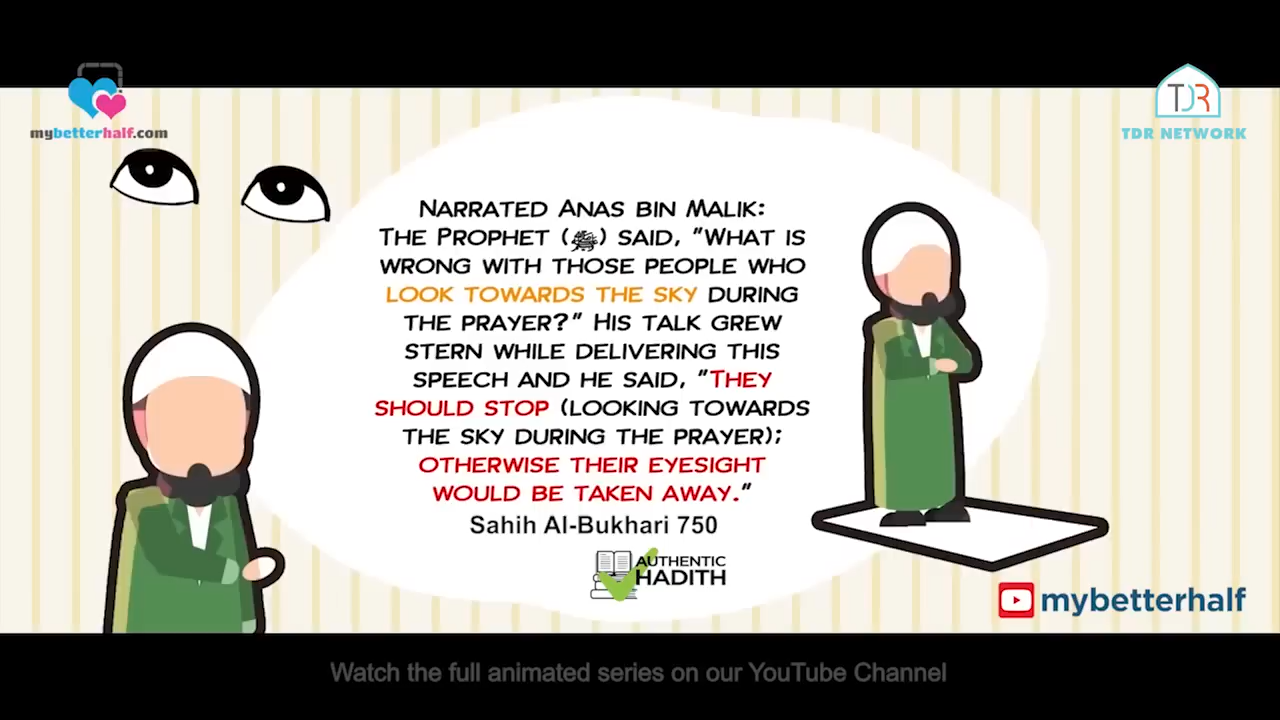 mybetterhalf.com
TDR
TDR NETWORK
NARRATED ANAS BIN MALIK:
THE PROPHET (ﷺ) SAID, "WHAT IS
WRONG WITH THOSE PEOPLE WHO
LOOK TOWARDS THE SKY DURING
THE PRAYER?" HIS TALK GREW
STERN WHILE DELIVERING THIS
SPEECH AND HE SAID, "THEY
SHOULD STOP (LOOKING TOWARDS
THE SKY DURING THE PRAYER);
OTHERWISE THEIR EYESIGHT
WOULD BE TAKEN AWAY."
Sahih Al-Bukhari 750
AUTHENTIC
HADITH
mybetterhalf
Watch the full animated series on our YouTube Channel